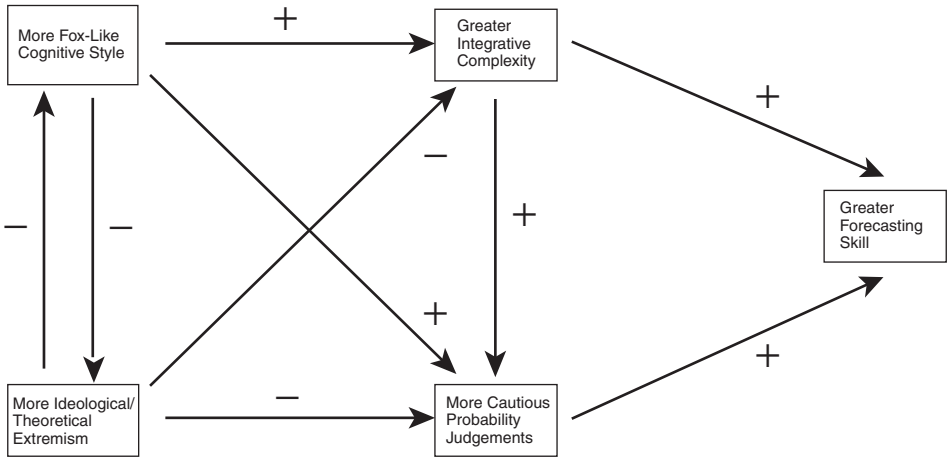 More Fox-Like
Cognitive Style
+
Greater
Integrative
Complexity
+
−
−
−
+
Greater
Forecasting
Skill
+
+
More Ideological/
Theoretical
Extremism
−
More Cautious
Probability
Judgements
+